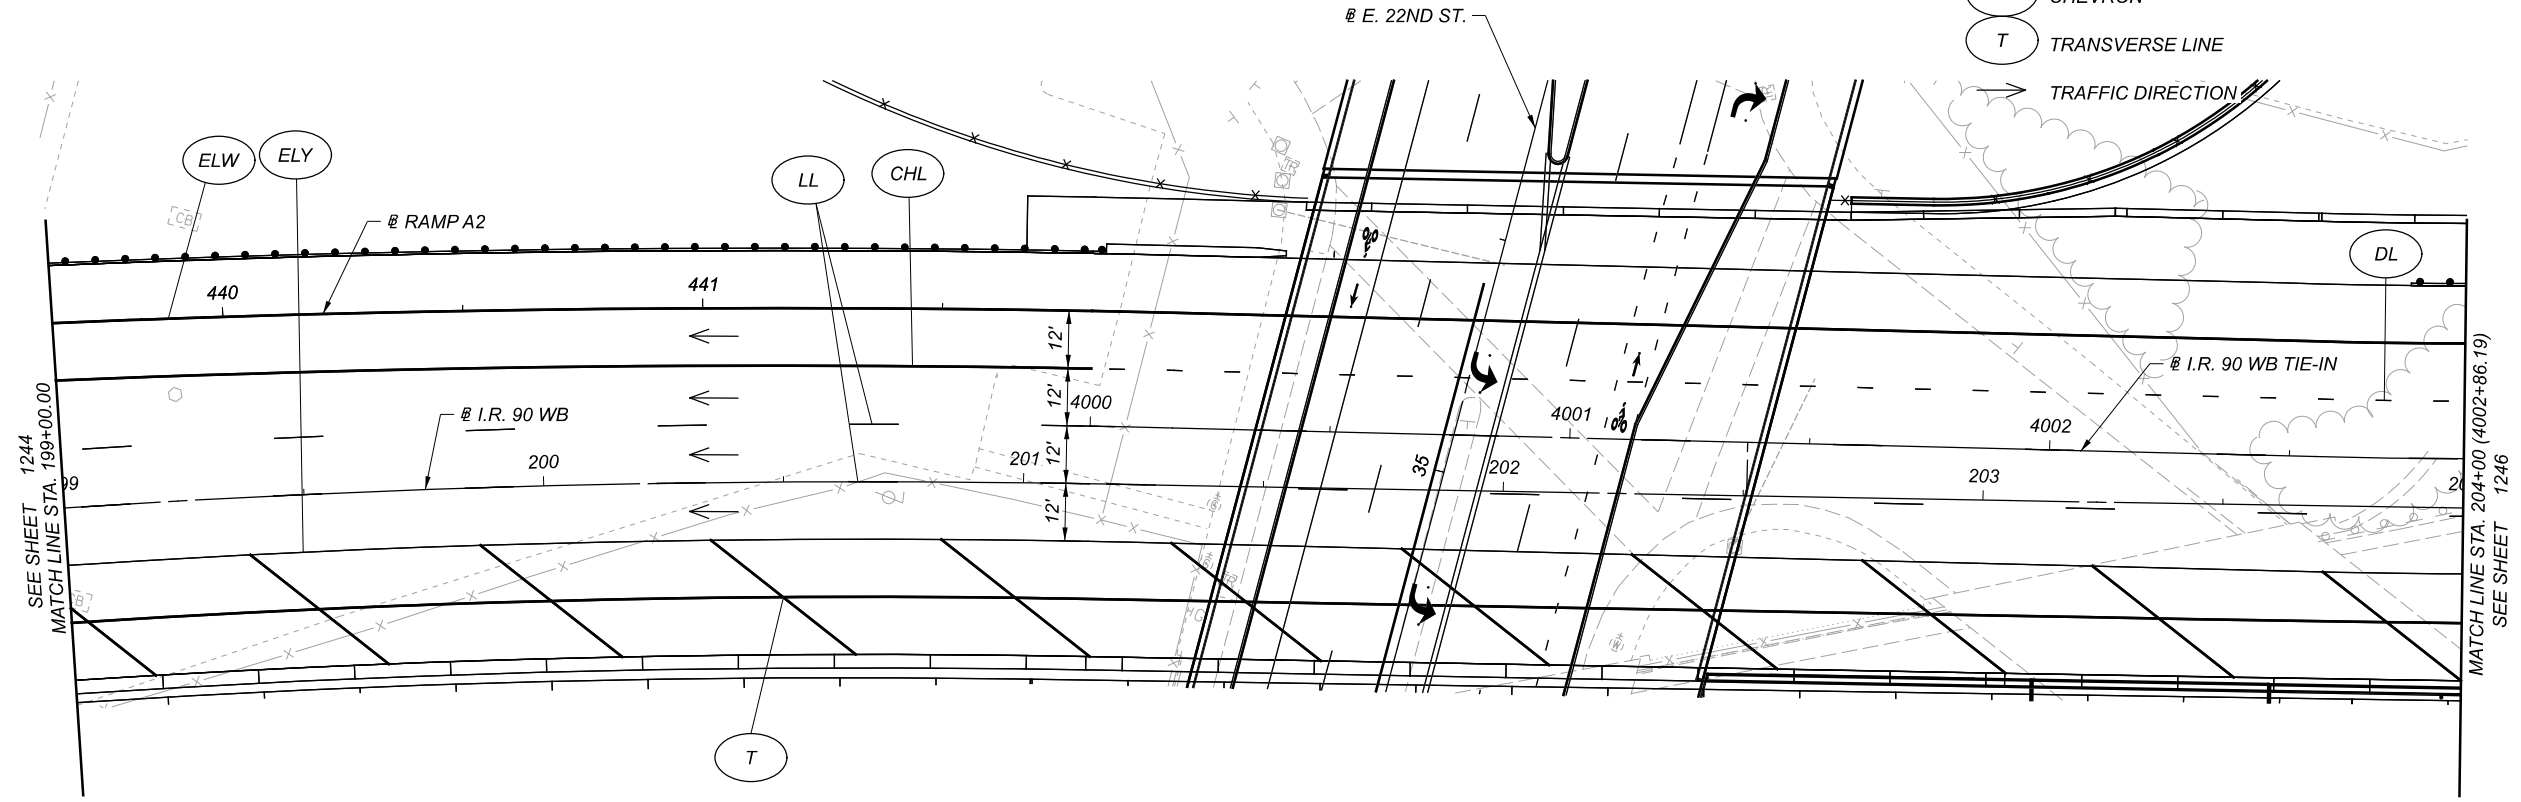 ℄ E. 22ND ST.
T
TRANSVERSE LINE
TRAFFIC DIRECTION
ELW
ELY
LL
CHL
DL
CB
TR
℄ RAMP A2
440
441
12'
12'
12'
12'
℄ I.R. 90 WB TIE-IN
4000
4001
4002
℄ I.R. 90 WB
200
201
202
203
35
SEE SHEET 1244
MATCH LINE STA. 199+00.00
MATCH LINE STA. 204+00 (4002+86.19)
SEE SHEET 1246
T